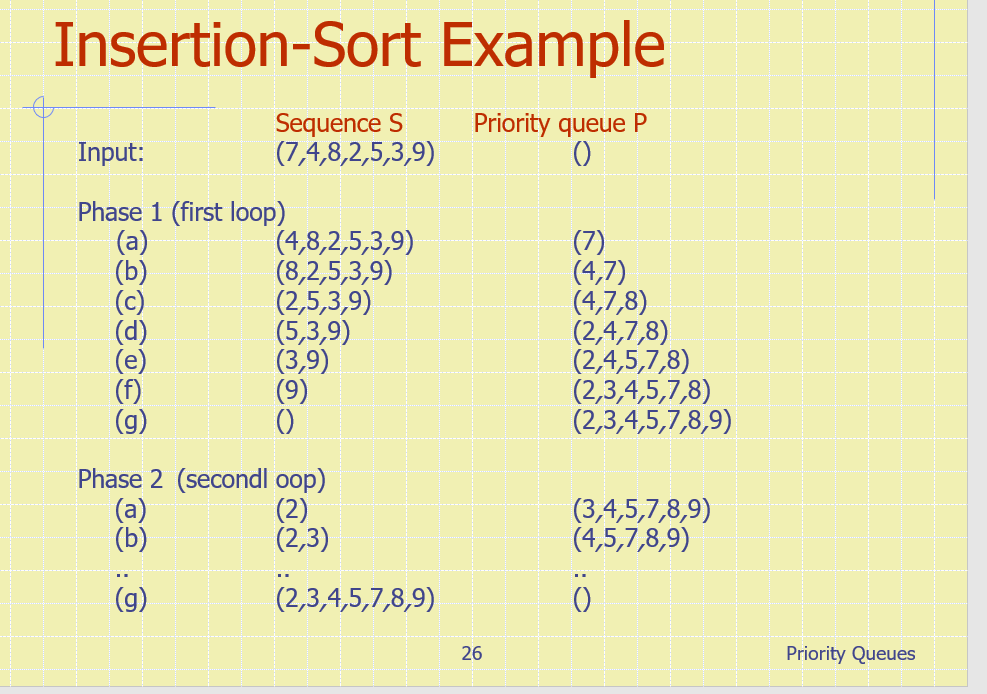 Insertion-Sort Example
Sequence S Priority queue P
Input: (7,4,8,2,5,3,9) ()
Phase 1 (first loop)
(a) (4,8,2,5,3,9) (7)
(b) (8,2,5,3,9) (4,7)
(c) (2,5,3,9) (4,7,8)
(d) (5,3,9) (2,4,7,8)
(e) (3,9) (2,4,5,7,8)
(f) (9) (2,3,4,5,7,8)
(g) () (2,3,4,5,7,8,9)
Phase 2 (secondl oop)
(a) (2) (3,4,5,7,8,9)
(b) (2,3) (4,5,7,8,9)
.. .. ..
(g) (2,3,4,5,7,8,9) ()
26 Priority Queues